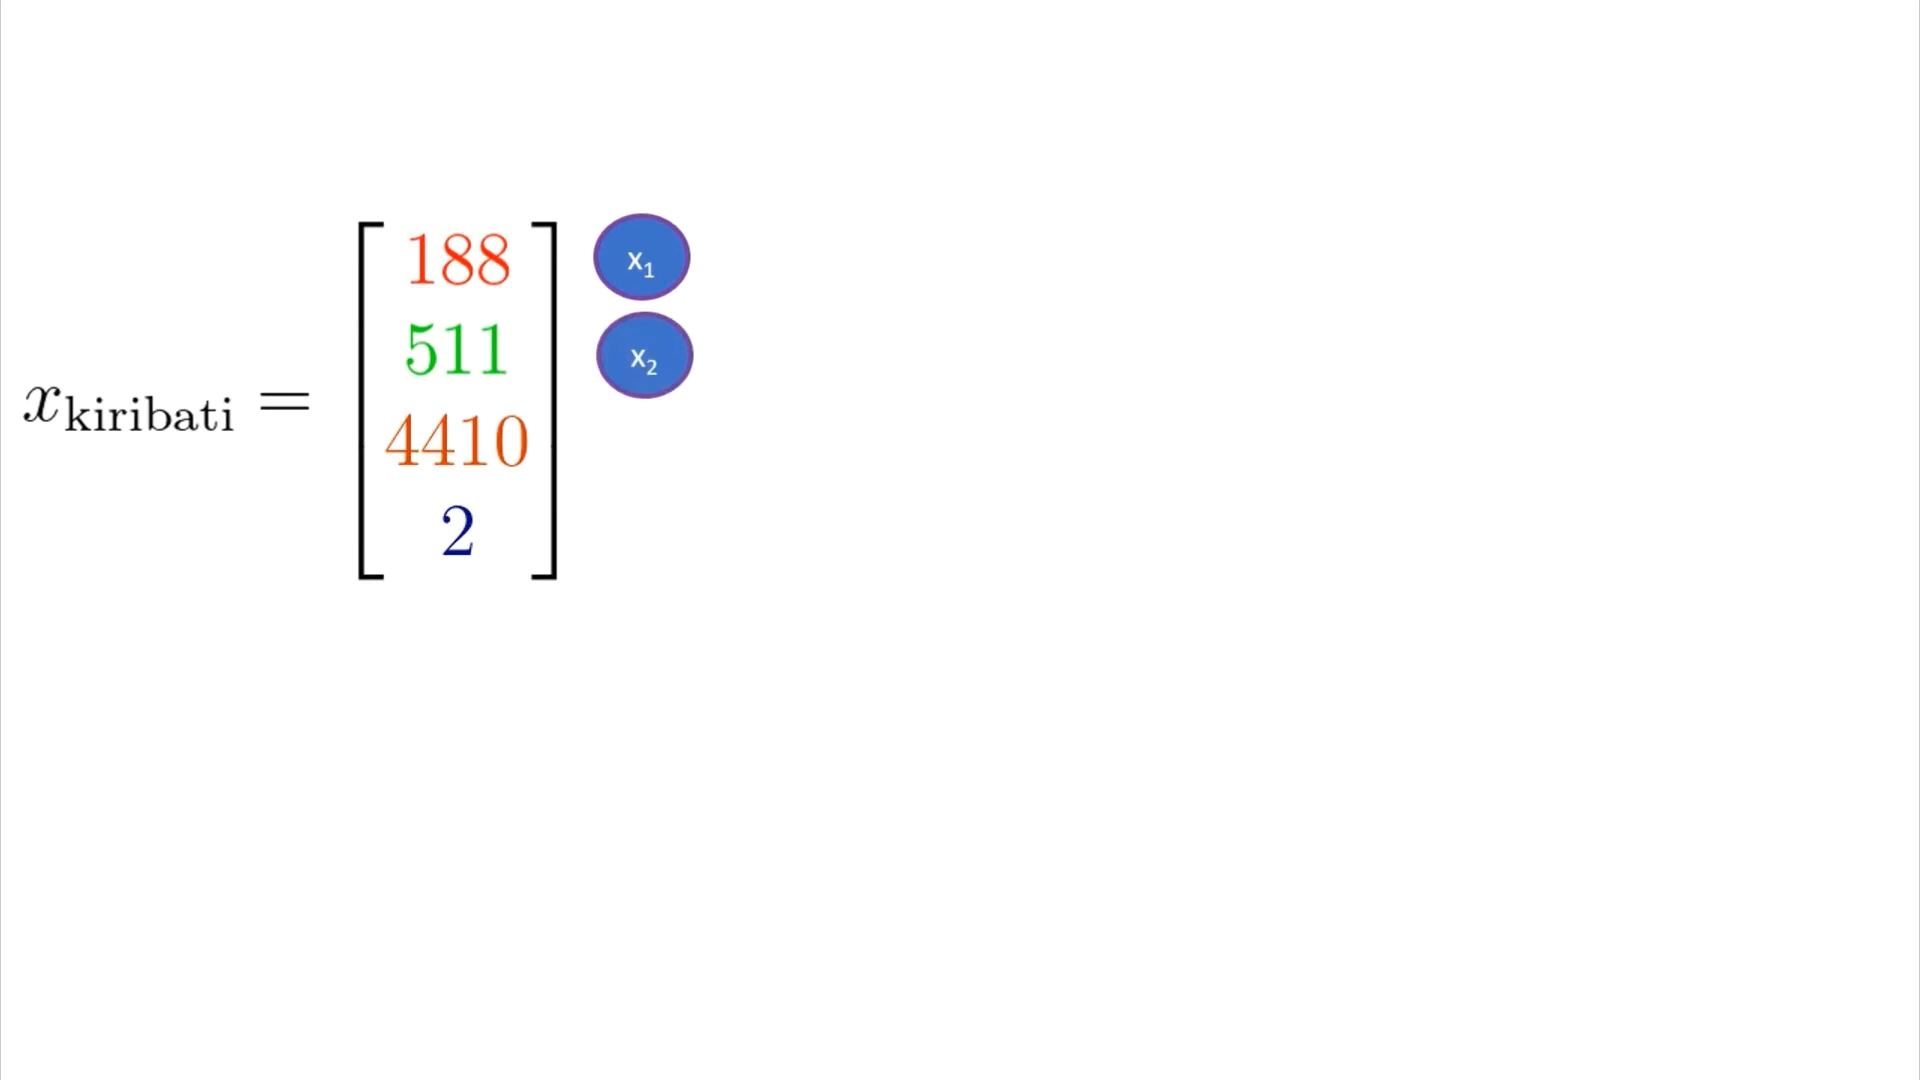 188 x₁
511 x₂
x_kiribati =
4410
2